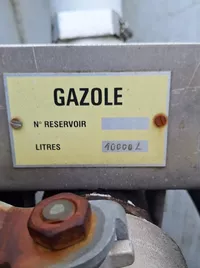 GAZOLE
N° RESERVOIR
LITRES 10000 L